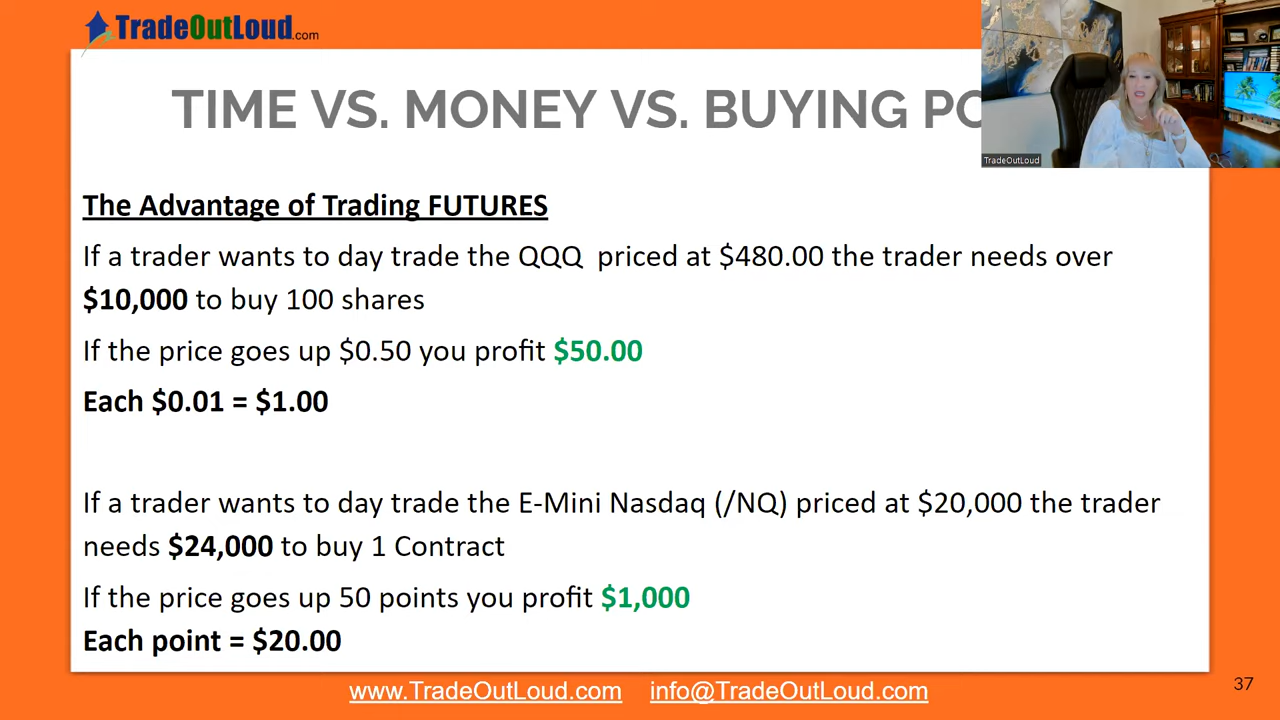 TradeOutLoud.com
TIME VS. MONEY VS. BUYING PO
TradeOutLoud
The Advantage of Trading FUTURES
If a trader wants to day trade the QQQ priced at $480.00 the trader needs over
$10,000 to buy 100 shares
If the price goes up $0.50 you profit $50.00
Each $0.01 = $1.00
If a trader wants to day trade the E-Mini Nasdaq (/NQ) priced at $20,000 the trader
needs $24,000 to buy 1 Contract
If the price goes up 50 points you profit $1,000
Each point = $20.00
www.TradeOutLoud.com info@TradeOutLoud.com
37